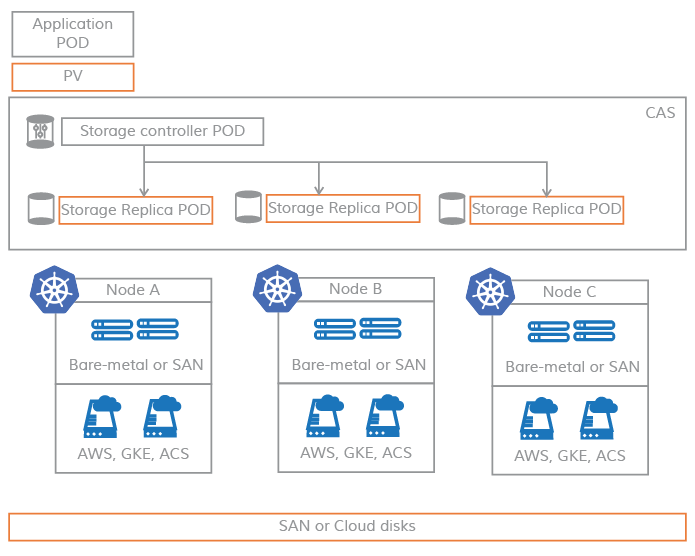 Application
POD
PV
CAS
Storage controller POD
Storage Replica POD
Storage Replica POD
Storage Replica POD
Node A
Node B
Node C
Bare-metal or SAN
Bare-metal or SAN
Bare-metal or SAN
AWS, GKE, ACS
AWS, GKE, ACS
AWS, GKE, ACS
SAN or Cloud disks